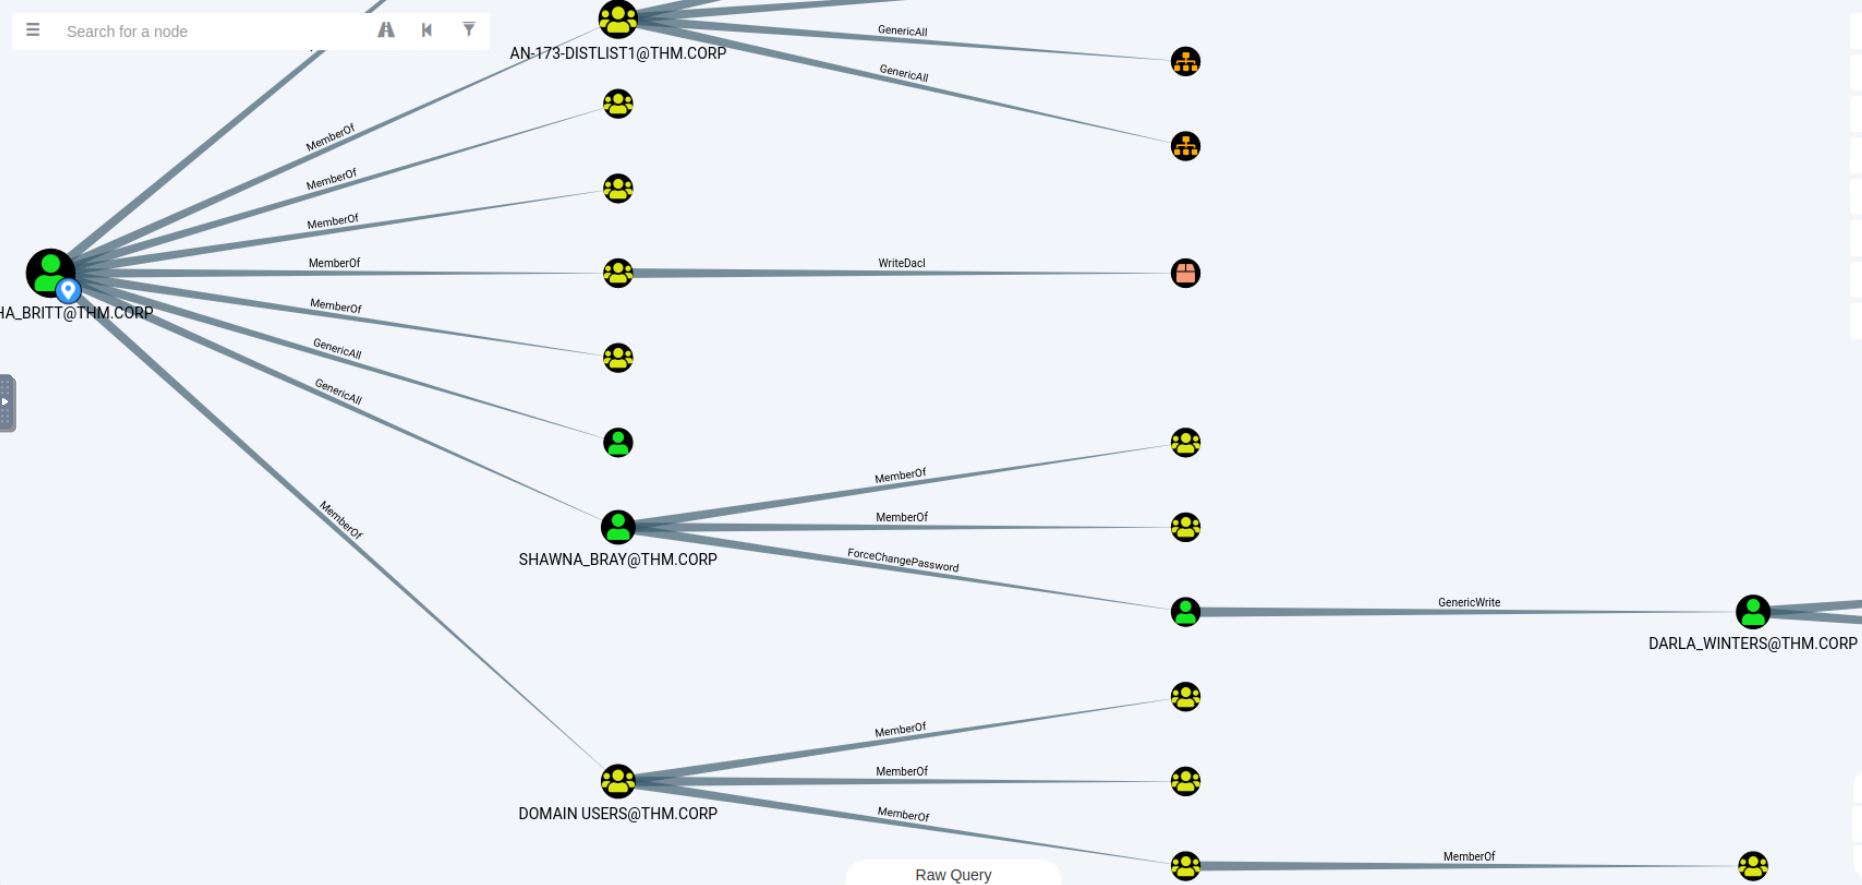 Search for a node
GenericAll
AN-173-DISTLIST1@THM.CORP
GenericAll
MemberOf
MemberOf
MemberOf
MemberOf
WriteDacl
MemberOf
HA_BRITT@THM.CORP
GenericAll
GenericAll
MemberOf
MemberOf
MemberOf
SHAWNA_BRAY@THM.CORP
ForceChangePassword
GenericWrite
DARLA_WINTERS@THM.CORP
MemberOf
MemberOf
DOMAIN USERS@THM.CORP
MemberOf
MemberOf
Raw Query